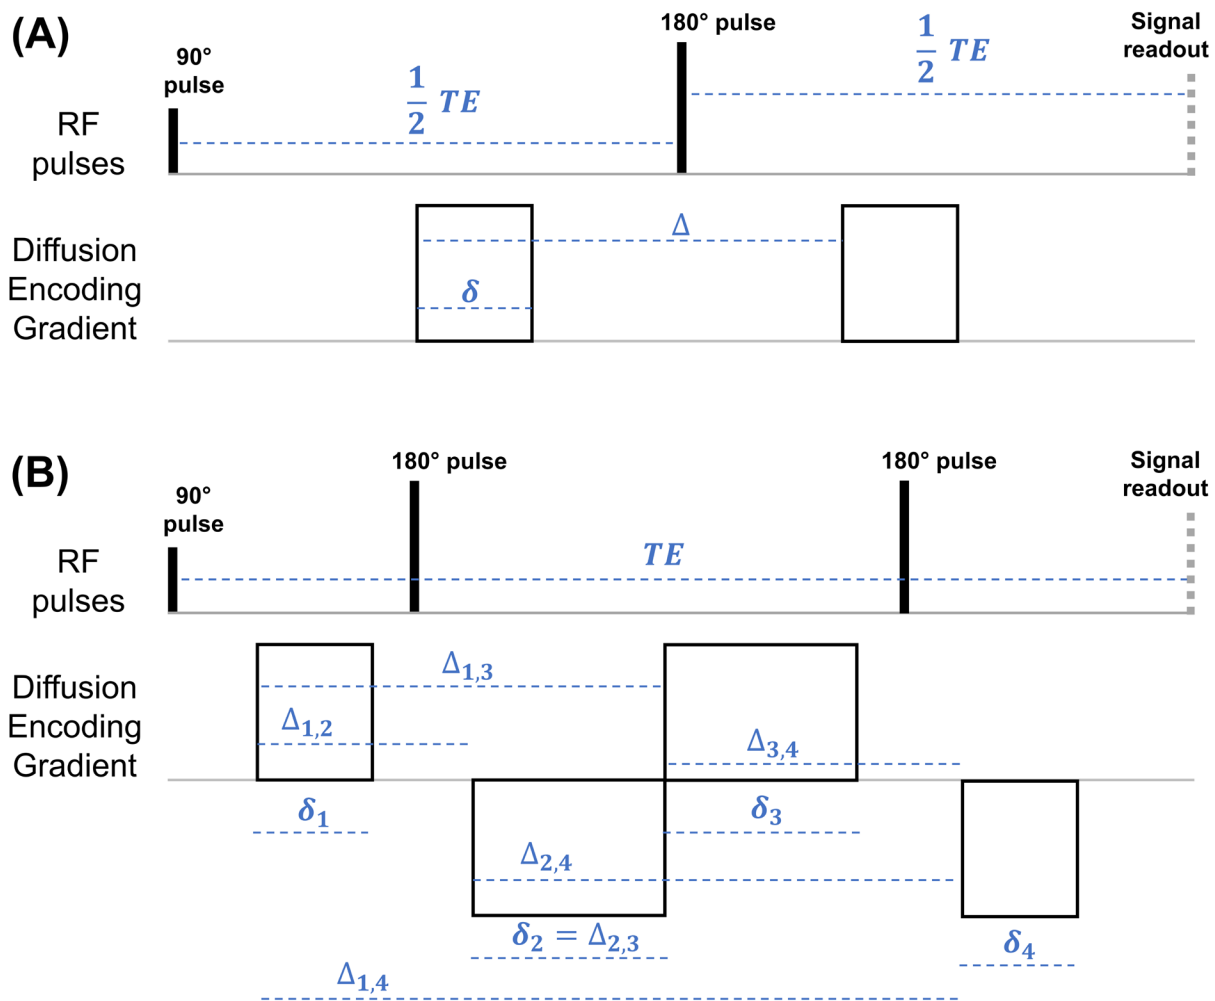 (A)
90°
pulse
180° pulse
Signal
readout
1/2 TE
1/2 TE
RF
pulses
Diffusion
Encoding
Gradient
Δ
δ
(B)
90°
pulse
180° pulse
180° pulse
Signal
readout
RF
pulses
TE
Diffusion
Encoding
Gradient
Δ1,3
Δ1,2
Δ3,4
δ1
δ3
Δ2,4
δ2 = Δ2,3
δ4
Δ1,4